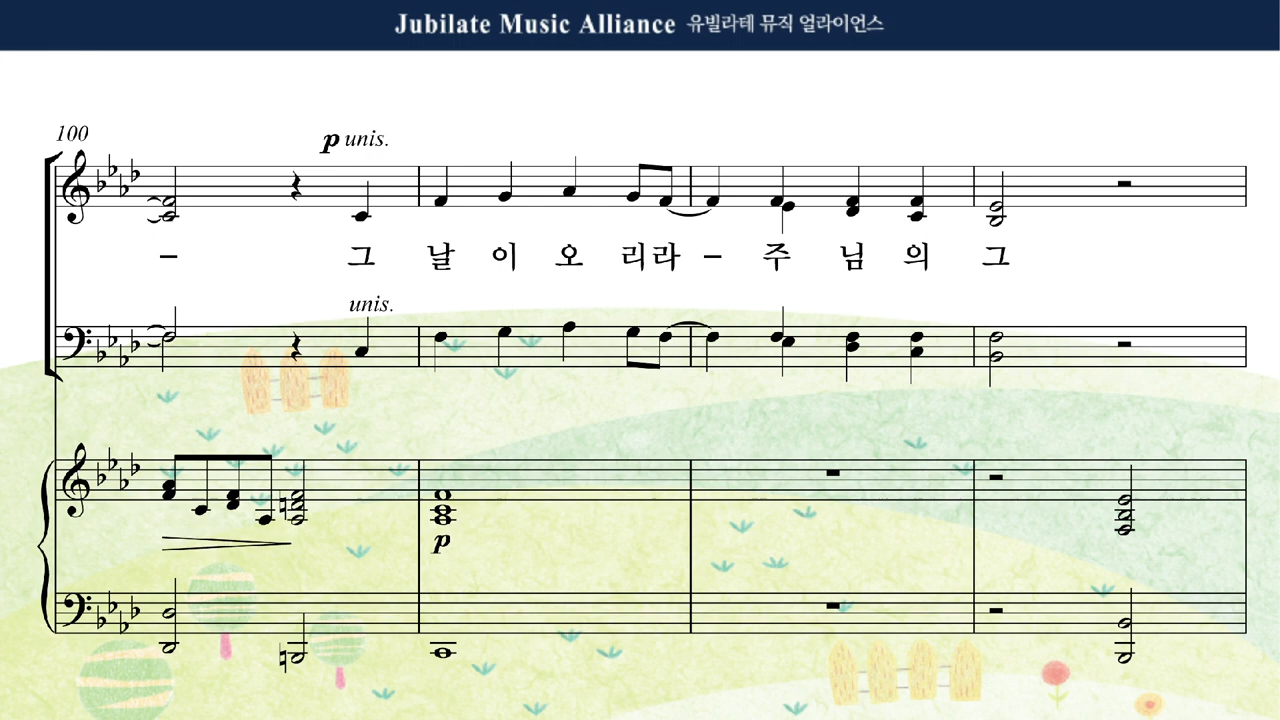 Jubilate Music Alliance 유빌라테 뮤직 얼라이언스
100
p unis.
– 그 날 이 오 리 라 – 주 님 의 그
unis.
p